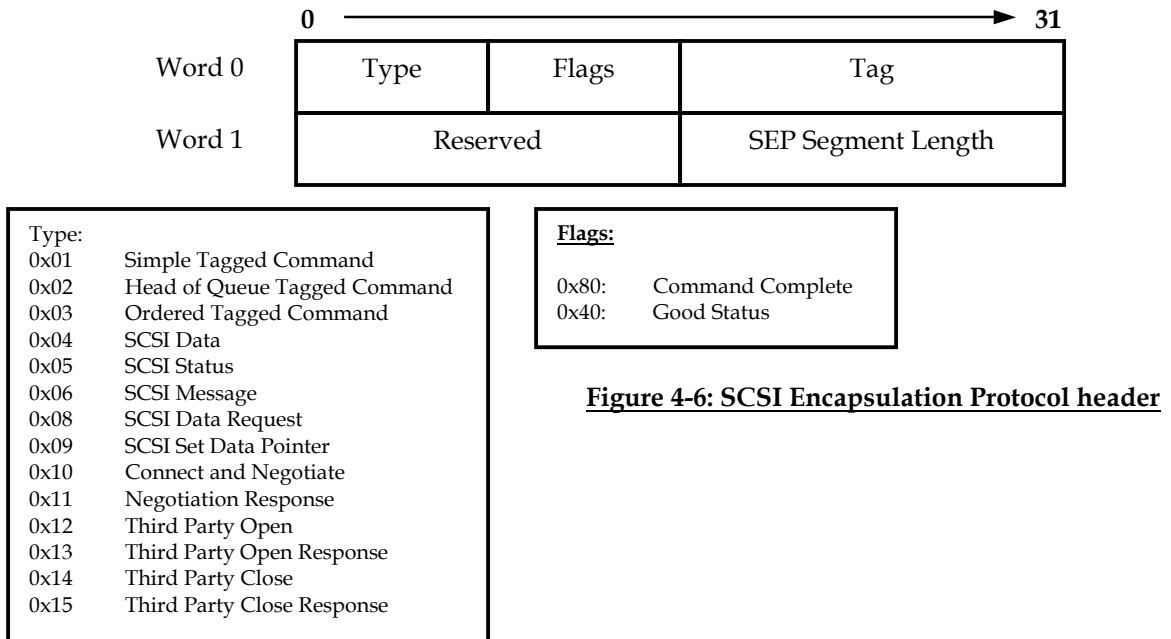 0 31
Word 0 Type Flags Tag
Word 1 Reserved SEP Segment Length
Type:
0x01 Simple Tagged Command
0x02 Head of Queue Tagged Command
0x03 Ordered Tagged Command
0x04 SCSI Data
0x05 SCSI Status
0x06 SCSI Message
0x08 SCSI Data Request
0x09 SCSI Set Data Pointer
0x10 Connect and Negotiate
0x11 Negotiation Response
0x12 Third Party Open
0x13 Third Party Open Response
0x14 Third Party Close
0x15 Third Party Close Response
Flags:
0x80: Command Complete
0x40: Good Status
Figure 4-6: SCSI Encapsulation Protocol header